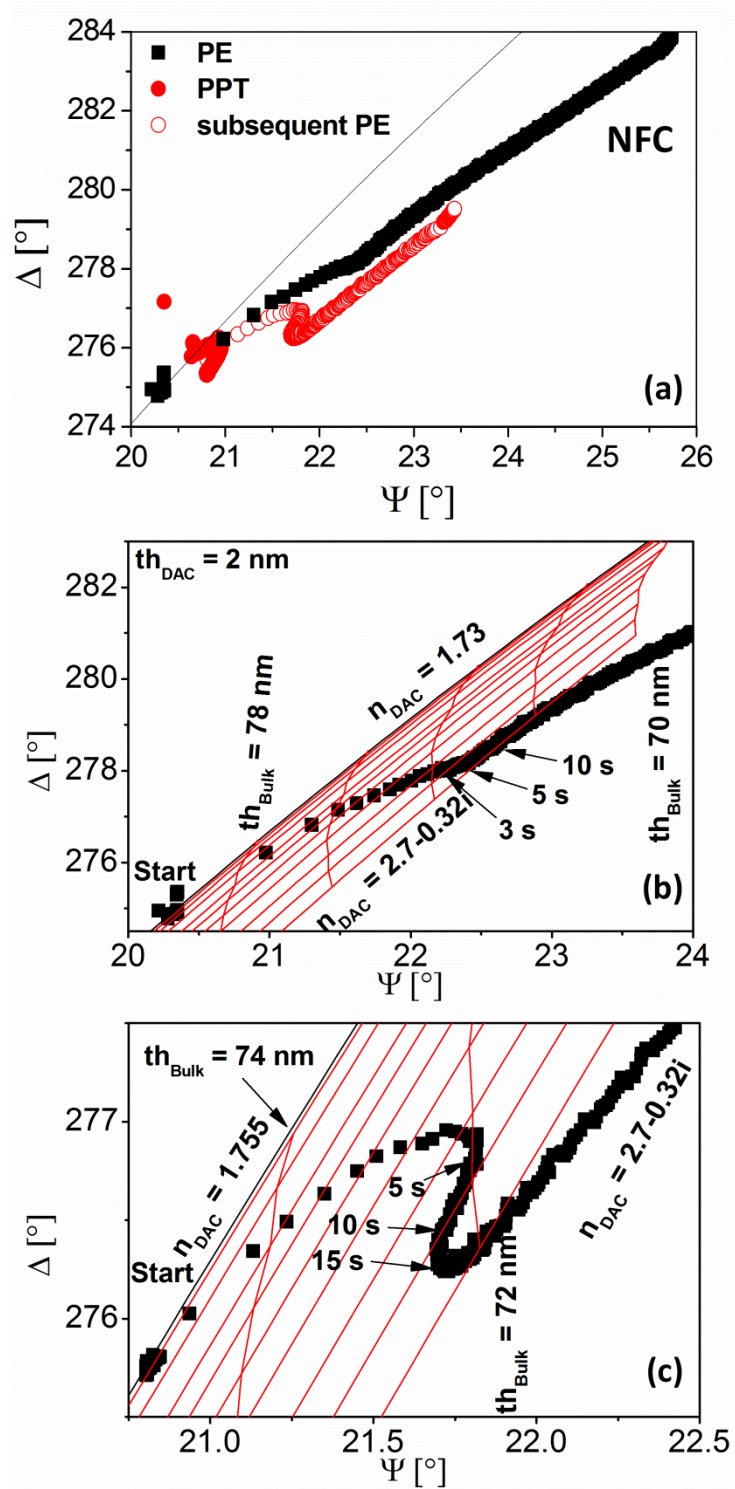 284
282
280
278
276
274
Δ [°]
PE
PPT
subsequent PE
NFC
(a)
20 21 22 23 24 25 26
Ψ [°]
th_DAC = 2 nm
282
280
278
276
Δ [°]
n_DAC = 1.73
th_Bulk = 78 nm
th_Bulk = 70 nm
10 s
5 s
3 s
n_DAC = 2.7-0.32i
Start
(b)
20 21 22 23 24
Ψ [°]
277
276
Δ [°]
th_Bulk = 74 nm
n_DAC = 1.755
n_DAC = 2.7-0.32i
5 s
10 s
15 s
Start
th_Bulk = 72 nm
(c)
21.0 21.5 22.0 22.5
Ψ [°]